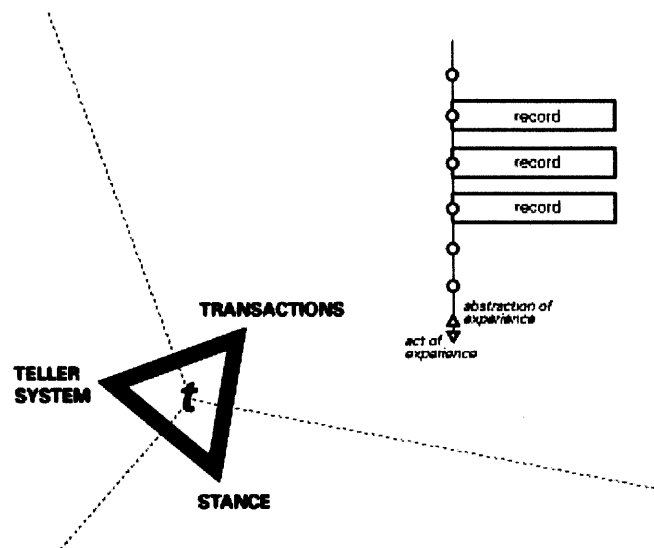 record
record
record
abstraction of
experience
act of
experience
TRANSACTIONS
TELLER
SYSTEM
t
STANCE